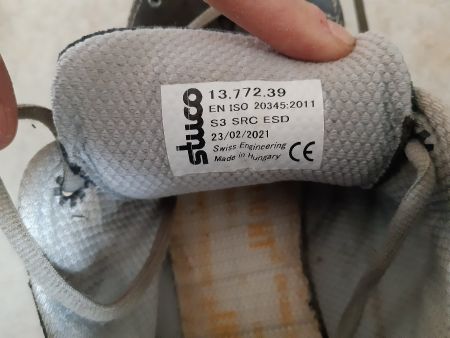 stuco
13.772.39
EN ISO 20345:2011
S3 SRC ESD
23/02/2021
Swiss Engineering
Made in Hungary
CE